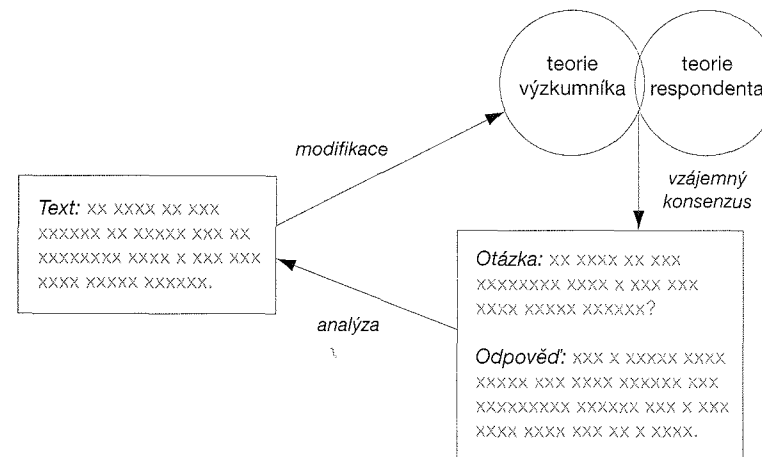 teorie
výzkumníka
teorie
respondenta
modifikace
vzájemný
konsenzus
Text: xx xxxx xx xxx
xxxxxx xx xxxxx xxx xx
xxxxxxxx xxxx x xxx xxx
xxxx xxxxx xxxxxx.
analýza
Otázka: xx xxxx xx xxx
xxxxxxxx xxxx x xxx xxx
xxxx xxxxx xxxxxx?
Odpověď: xxx x xxxxx xxxx
xxxxx xxx xxxx xxxxxx xxx
xxxxxxxxx xxxxxx xxx x xxx
xxxx xxxx xxx xx x xxxx.